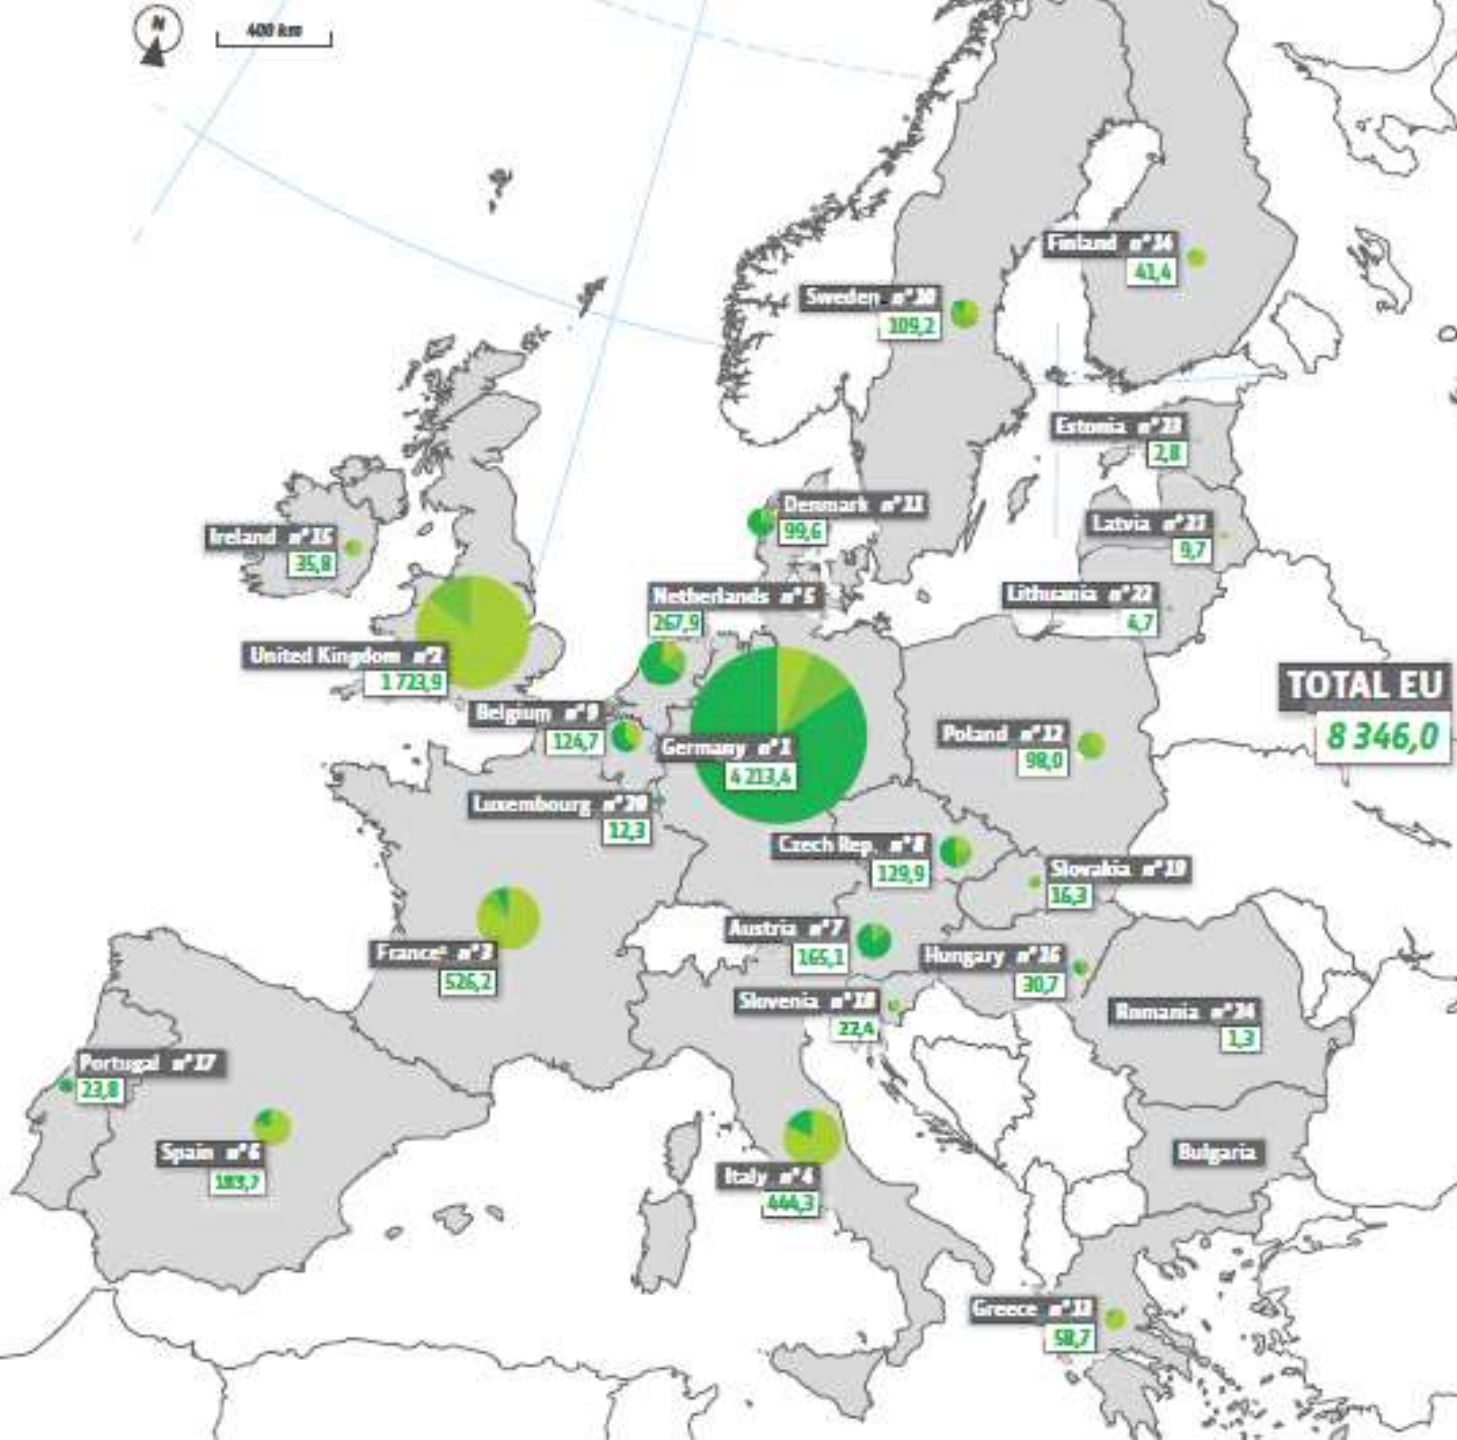 N
400 km
Finland n°14
41,4
Sweden n°10
109,2
Estonia n°23
2,8
Denmark n°11
99,6
Latvia n°21
9,7
Ireland n°15
35,8
Netherlands n°5
267,9
Lithuania n°22
4,7
United Kingdom n°2
1 723,9
TOTAL EU
8 346,0
Belgium n°9
124,7
Germany n°1
4 213,4
Poland n°12
98,0
Luxembourg n°20
12,3
Czech Rep. n°8
129,9
Slovakia n°19
16,3
Austria n°7
165,1
France n°3
526,2
Hungary n°16
30,7
Slovenia n°18
22,4
Romania n°24
1,3
Portugal n°17
23,8
Spain n°6
183,7
Italy n°4
444,3
Bulgaria
Greece n°13
58,7